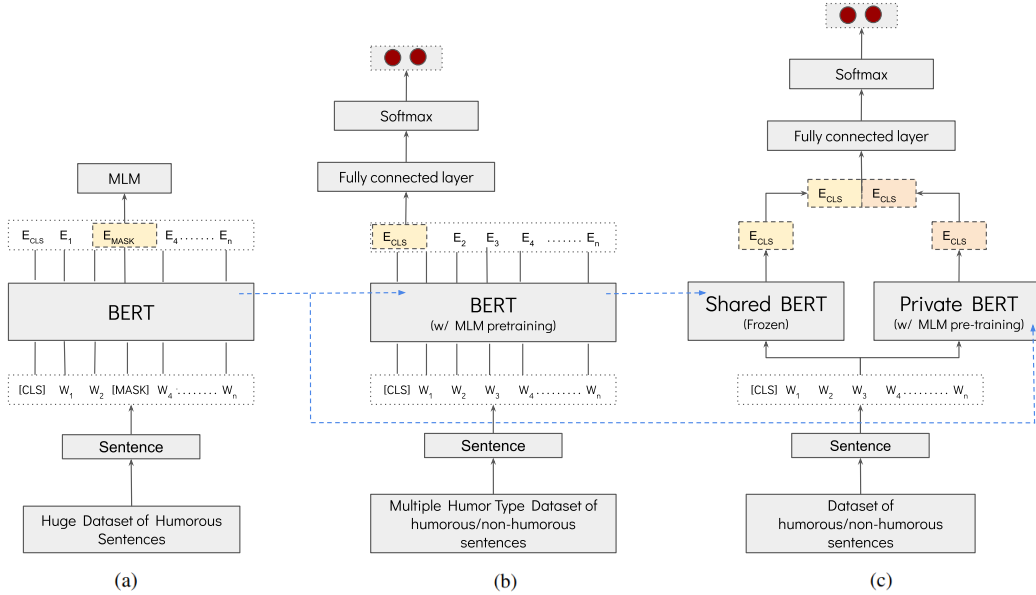 MLM
E_CLS E_1 E_MASK E_4 ....... E_n
BERT
[CLS] W_1 W_2 [MASK] W_4 ......... W_n
Sentence
Huge Dataset of Humorous
Sentences
(a)
Softmax
Fully connected layer
E_CLS E_2 E_3 E_4 ....... E_n
BERT
(w/ MLM pretraining)
[CLS] W_1 W_2 W_3 W_4 ......... W_n
Sentence
Multiple Humor Type Dataset of
humorous/non-humorous
sentences
(b)
Softmax
Fully connected layer
E_CLS E_CLS
E_CLS E_CLS
Shared BERT
(Frozen)
Private BERT
(w/ MLM pre-training)
[CLS] W_1 W_2 W_3 W_4 ......... W_n
Sentence
Dataset of
humorous/non-humorous
sentences
(c)